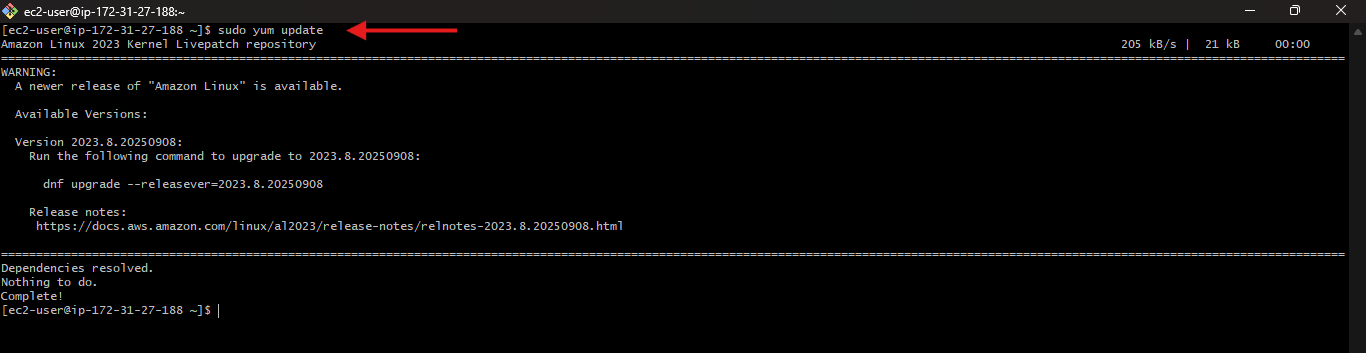 ec2-user@ip-172-31-27-188:~
[ec2-user@ip-172-31-27-188 ~]$ sudo yum update
Amazon Linux 2023 Kernel Livepatch repository 205 kB/s | 21 kB 00:00
================================================================================
WARNING:
A newer release of "Amazon Linux" is available.
Available Versions:
Version 2023.8.20250908:
Run the following command to upgrade to 2023.8.20250908:
dnf upgrade --releasever=2023.8.20250908
Release notes:
https://docs.aws.amazon.com/linux/al2023/release-notes/relnotes-2023.8.20250908.html
================================================================================
Dependencies resolved.
Nothing to do.
Complete!
[ec2-user@ip-172-31-27-188 ~]$